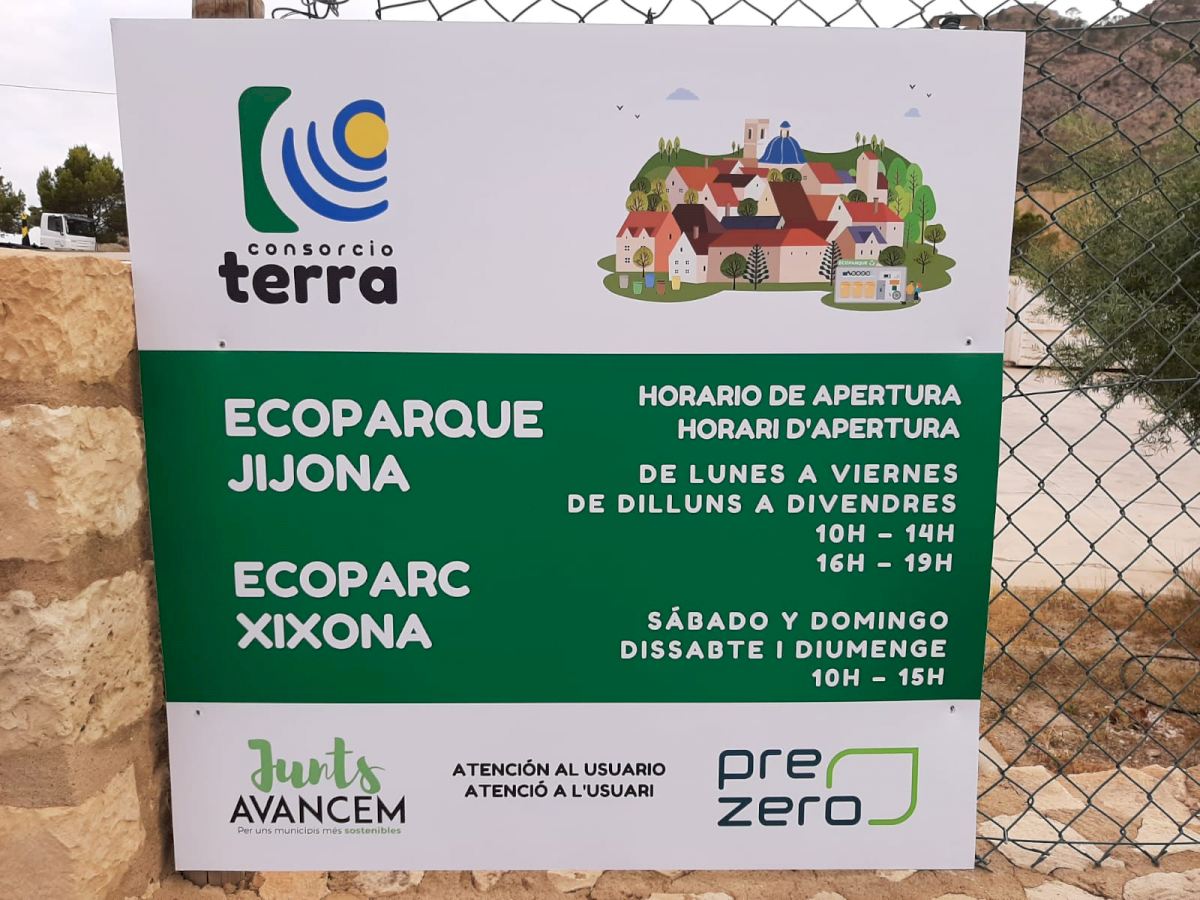 consorcio
terra
ECOPARQUE
ECOPARQUE
JIJONA
ECOPARC
XIXONA
HORARIO DE APERTURA
HORARI D'APERTURA
DE LUNES A VIERNES
DE DILLUNS A DIVENDRES
10H – 14H
16H – 19H
SÁBADO Y DOMINGO
DISSABTE I DIUMENGE
10H – 15H
Junts
AVANCEM
Per uns municipis més sostenibles
ATENCIÓN AL USUARIO
ATENCIÓ A L'USUARI
pre
zero